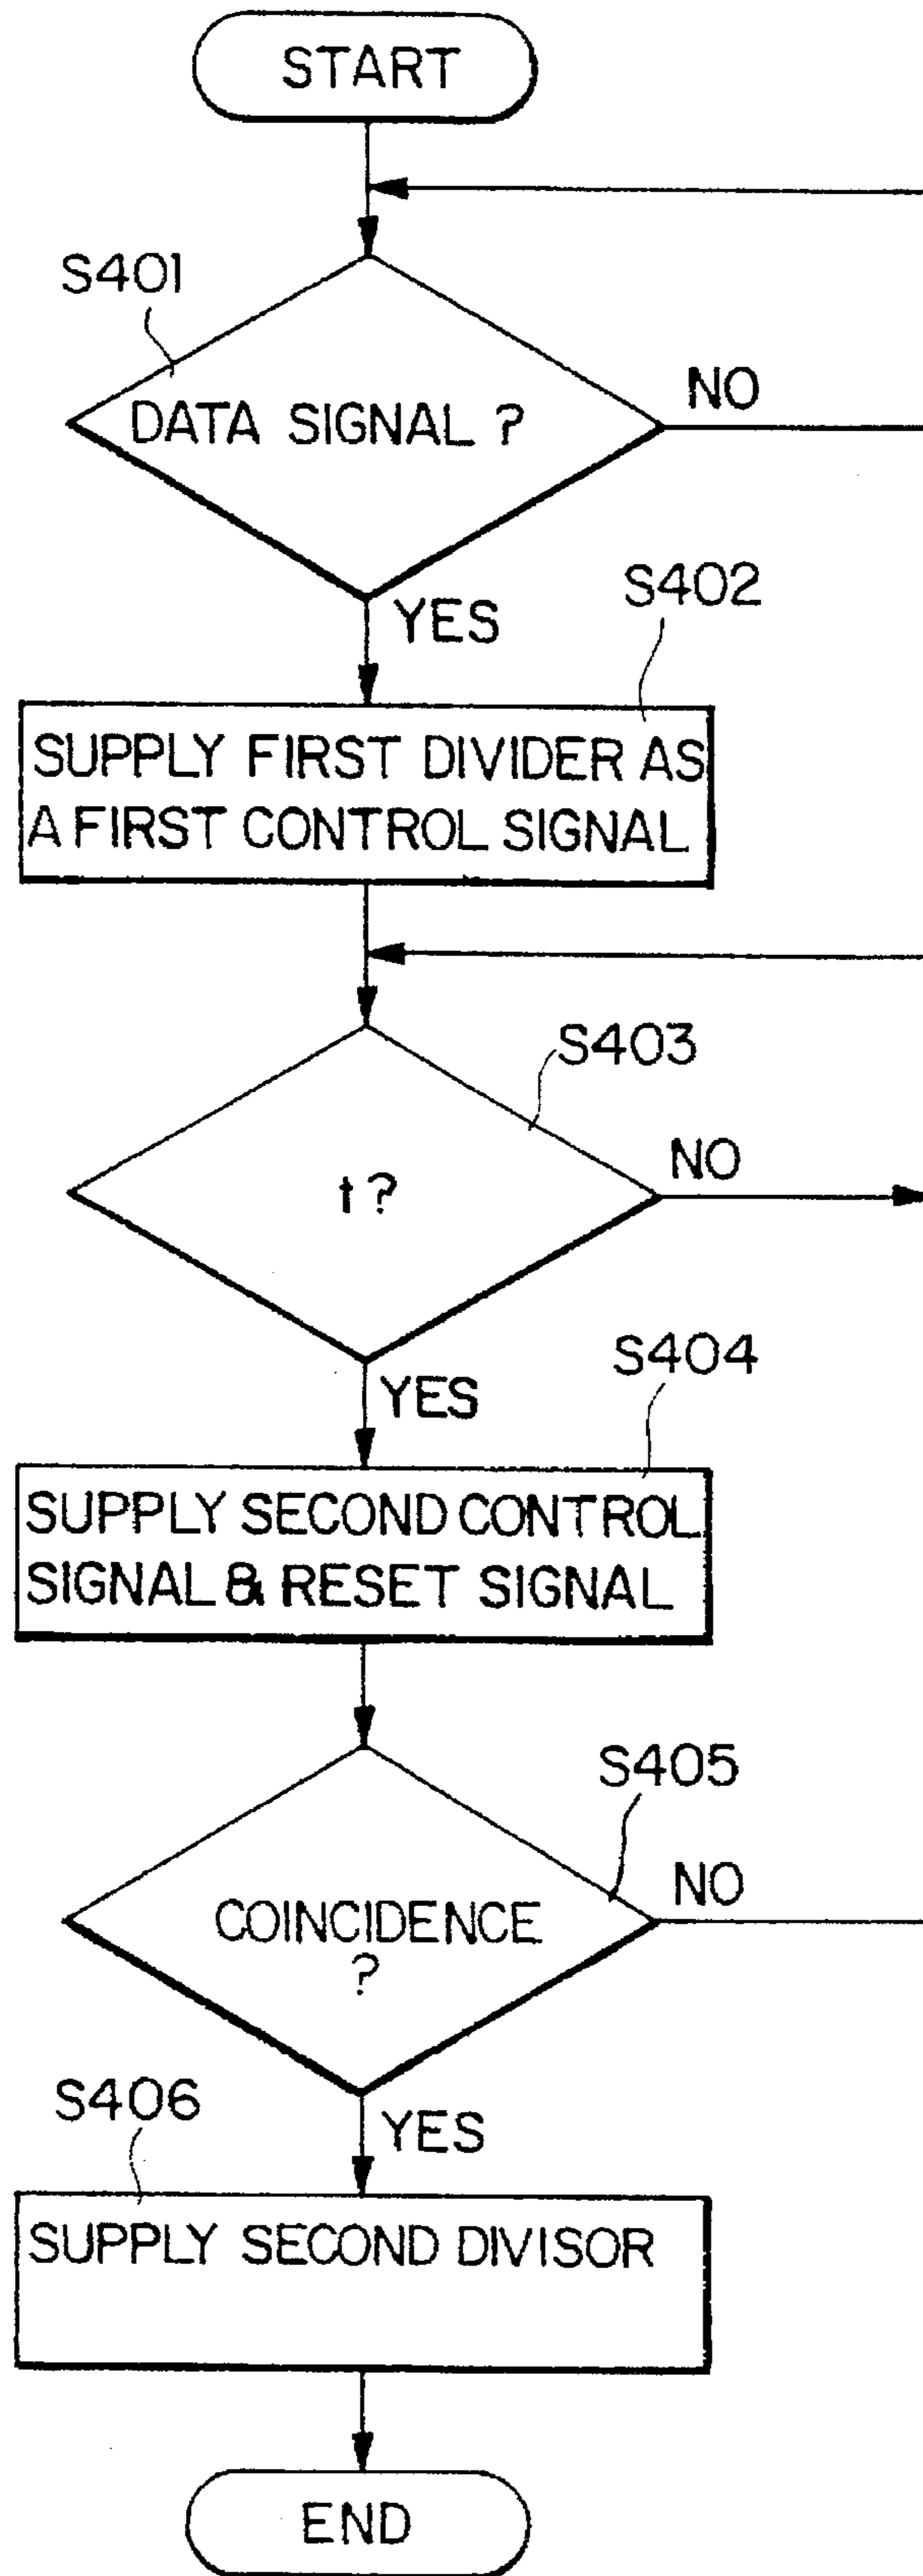 START
S401
DATA SIGNAL ?
NO
YES
S402
SUPPLY FIRST DIVIDER AS
A FIRST CONTROL SIGNAL
S403
t ?
NO
YES
S404
SUPPLY SECOND CONTROL
SIGNAL & RESET SIGNAL
S405
COINCIDENCE
?
NO
YES
S406
SUPPLY SECOND DIVISOR
END